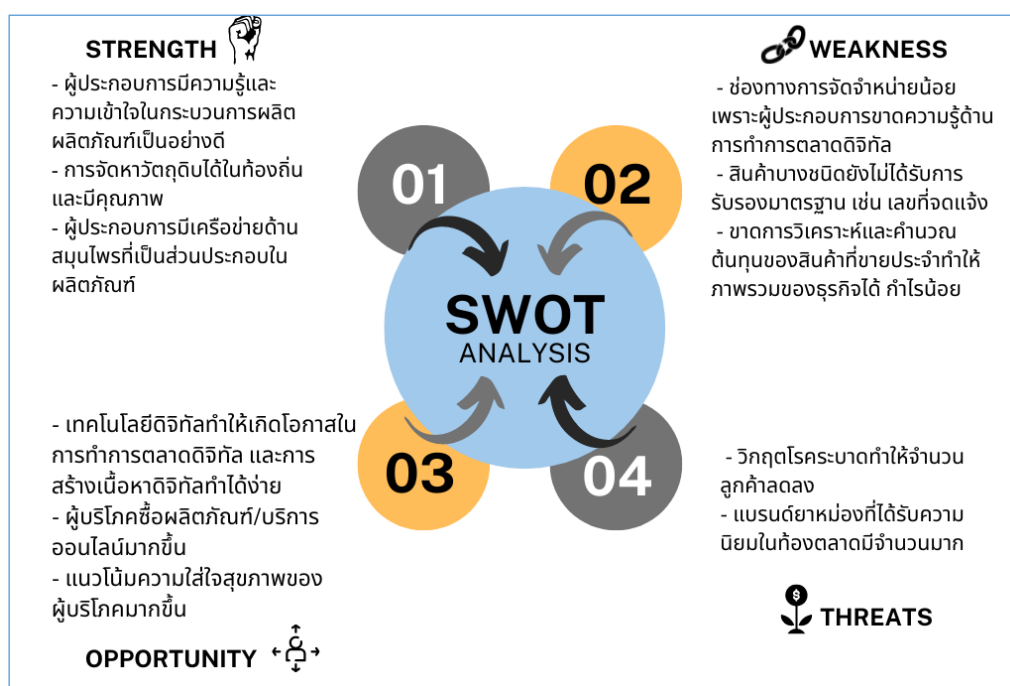 STRENGTH
- ผู้ประกอบการมีความรู้และ
ความเข้าใจในกระบวนการผลิต
ผลิตภัณฑ์เป็นอย่างดี
- การจัดหาวัตถุดิบได้ในท้องถิ่น
และมีคุณภาพ
- ผู้ประกอบการมีเครือข่ายด้าน
สมุนไพรที่เป็นส่วนประกอบใน
ผลิตภัณฑ์
WEAKNESS
- ช่องทางการจัดจำหน่ายน้อย
เพราะผู้ประกอบการขาดความรู้ด้าน
การทำการตลาดดิจิทัล
- สินค้าบางชนิดยังไม่ได้รับการ
รับรองมาตรฐาน เช่น เลขที่จดแจ้ง
- ขาดการวิเคราะห์และคำนวณ
ต้นทุนของสินค้าที่ขายประจำทำให้
ภาพรวมของธุรกิจได้ กำไรน้อย
01
02
SWOT
ANALYSIS
03
04
- เทคโนโลยีดิจิทัลทำให้เกิดโอกาสใน
การทำการตลาดดิจิทัล และการ
สร้างเนื้อหาดิจิทัลทำได้ง่าย
- ผู้บริโภคซื้อผลิตภัณฑ์/บริการ
ออนไลน์มากขึ้น
- แนวโน้มความใส่ใจสุขภาพของ
ผู้บริโภคมากขึ้น
OPPORTUNITY
- วิกฤตโรคระบาดทำให้จำนวน
ลูกค้าลดลง
- แบรนด์ยาหม่องที่ได้รับความ
นิยมในท้องตลาดมีจำนวนมาก
$
THREATS